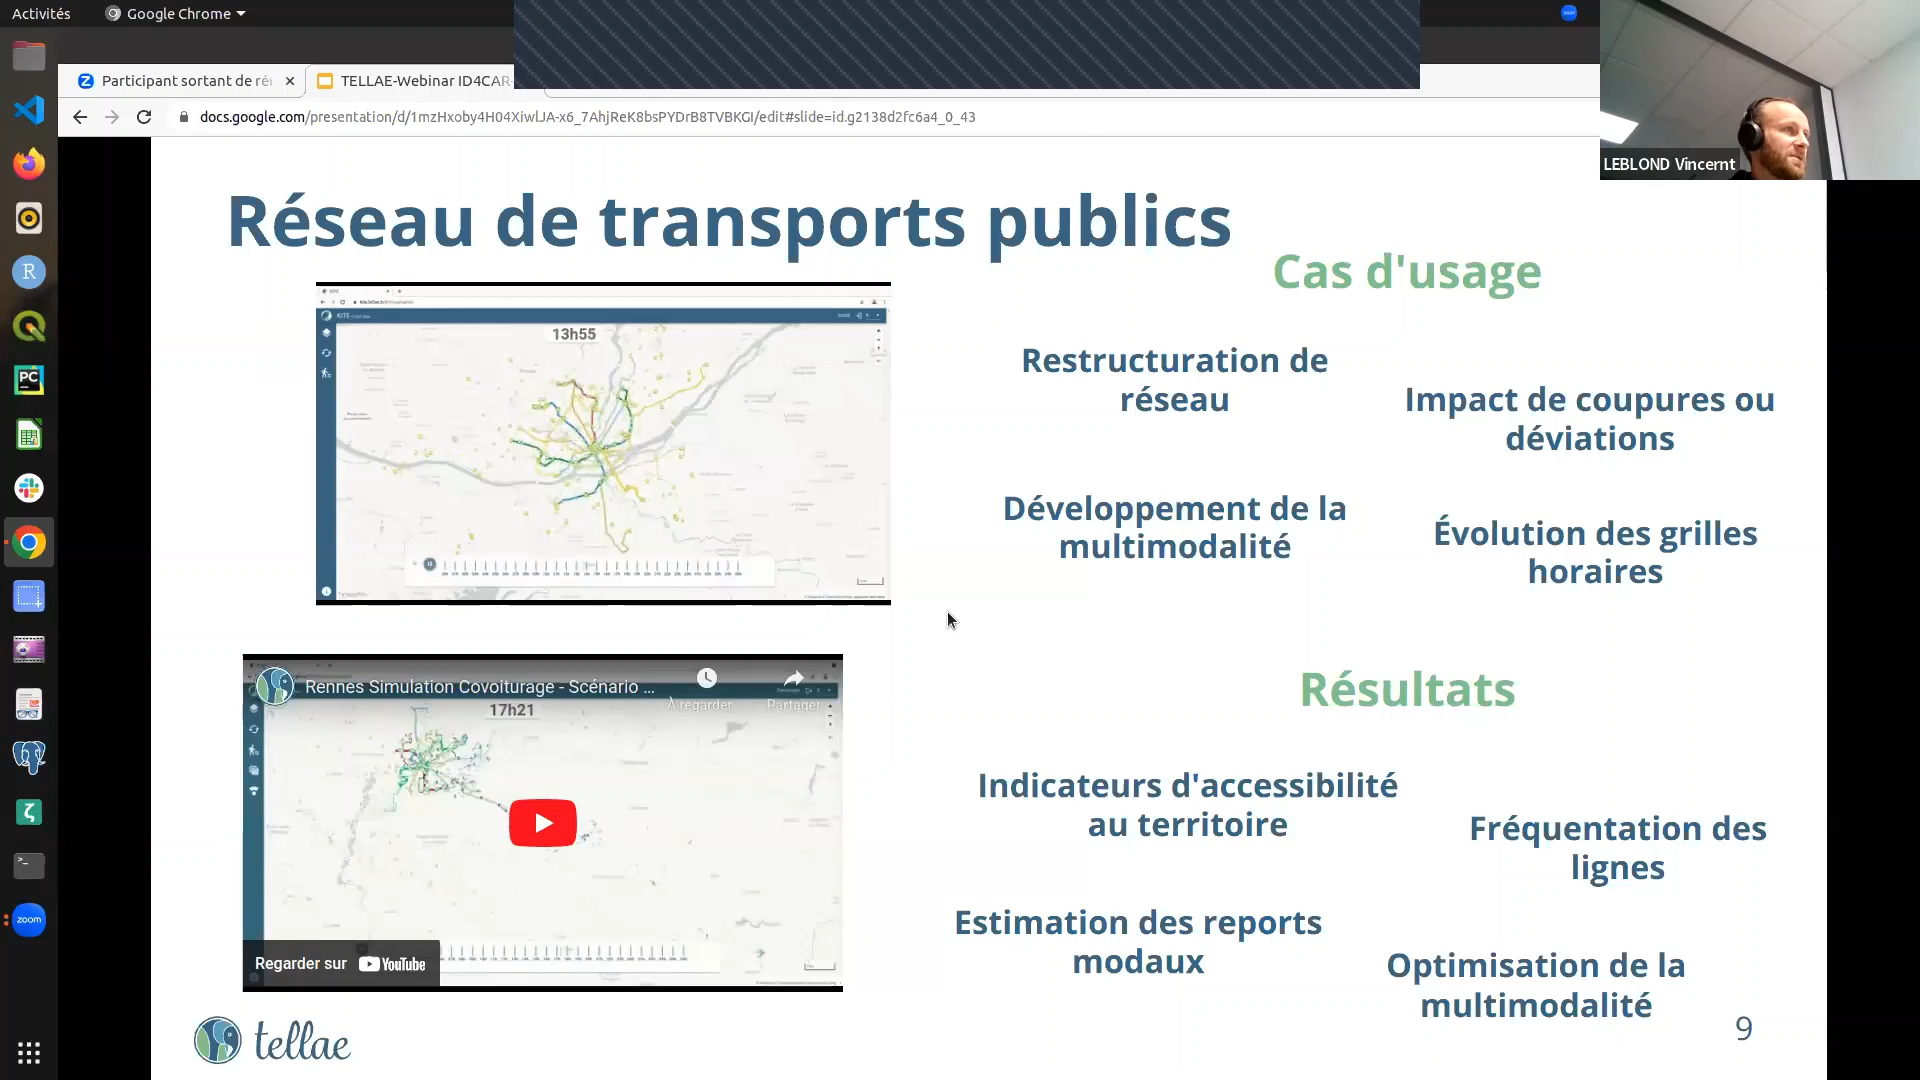 Activités
Google Chrome
Participant sortant de ré
TELLAE-Webinar ID4CAR-
docs.google.com/presentation/d/1mzHxoby4H04XiwlJA-x6_7AhjReK8bsPYDrB8TVBKGI/edit#slide=id.g2138d2fc6a4_0_43
LEBLOND Vincernt
Réseau de transports publics
Cas d'usage
13h55
Restructuration de
réseau
Impact de coupures ou
déviations
Développement de la
multimodalité
Évolution des grilles
horaires
Rennes Simulation Covoiturage - Scénario ...
À regarder
Partager
17h21
Regarder sur YouTube
Résultats
Indicateurs d'accessibilité
au territoire
Fréquentation des
lignes
Estimation des reports
modaux
Optimisation de la
multimodalité
tellae
9
PC
R
zoom